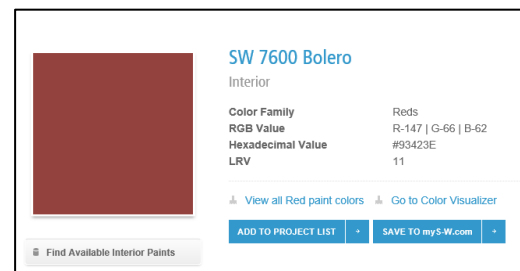 SW 7600 Bolero
Interior
Color Family Reds
RGB Value R-147 | G-66 | B-62
Hexadecimal Value #93423E
LRV 11
View all Red paint colors Go to Color Visualizer
ADD TO PROJECT LIST + SAVE TO myS-W.com +
Find Available Interior Paints